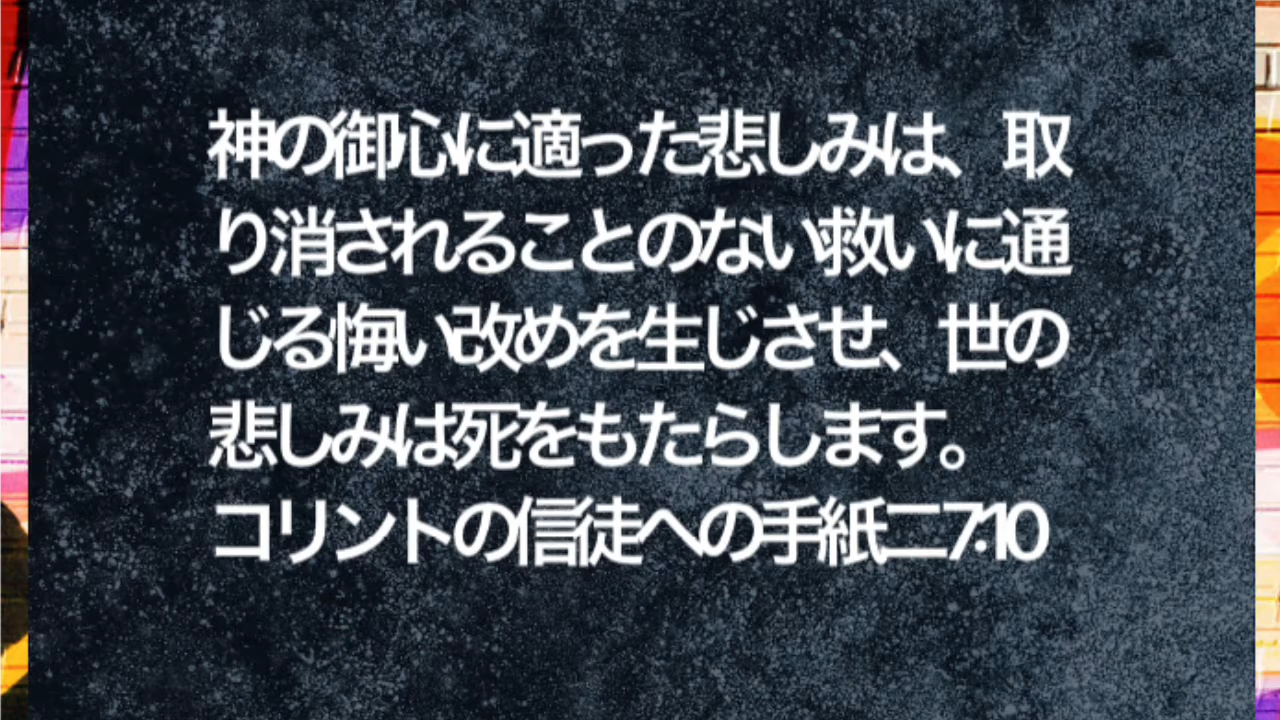 神の御心に適った悲しみは、取
り消されることのない救いに通
じる悔い改めを生じさせ、世の
悲しみは死をもたらします。
コリントの信徒への手紙二7:10